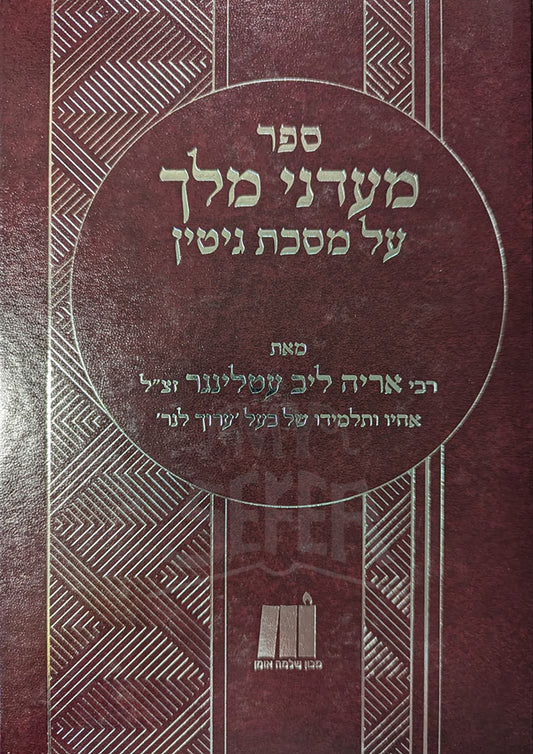 ספר
מעדני מלך
על מסכת גיטין
מאת
רבי אריה ליב עטלינגר זצ״ל
אחיו ותלמידו של בעל ׳ערוך לנר׳
מכון שלמה אומן